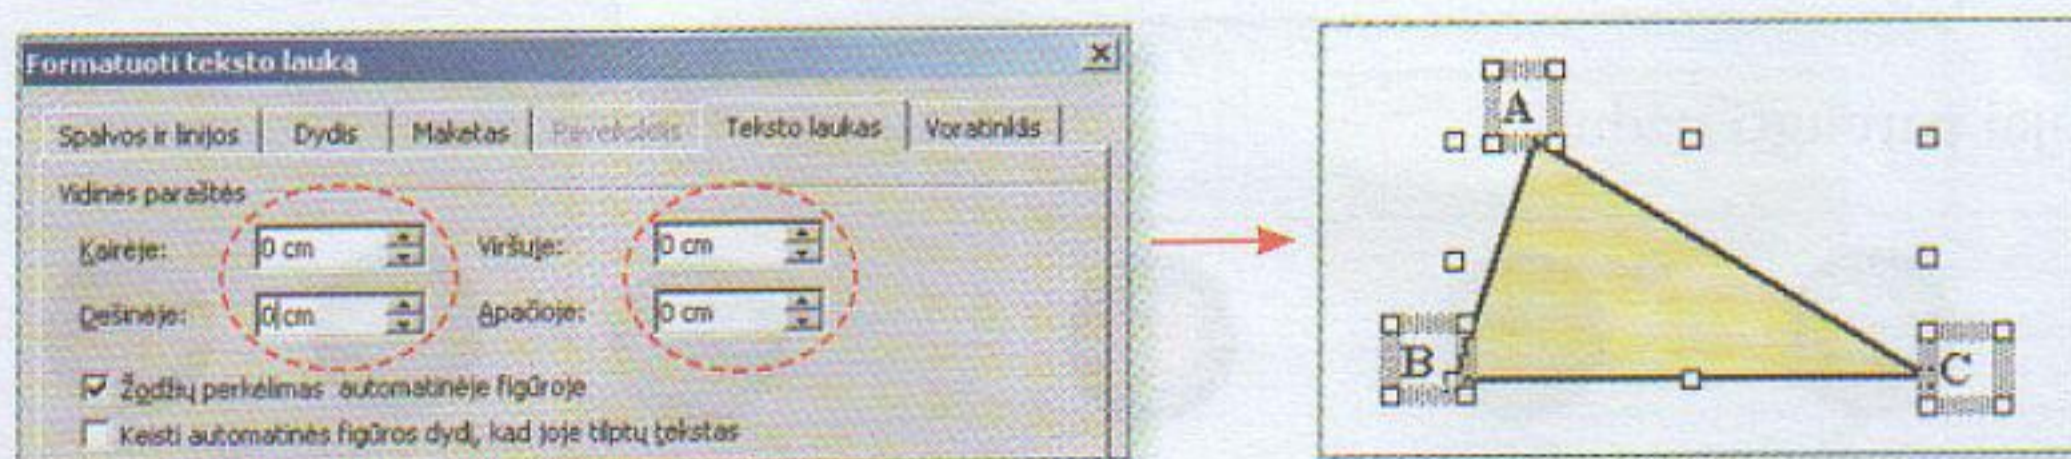 Formatuoti teksto lauką
Spalvos ir linijos Dydis Maketas Paveikslėlis Teksto laukas Voratinklis
Vidinės paraštės
Kairėje: 0 cm Viršuje: 0 cm
Dešinėje: 0 cm Apačioje: 0 cm
Žodžių perkėlimas automatinėje figūroje
Keisti automatinės figūros dydį, kad joje tilptų tekstas
A
B
C